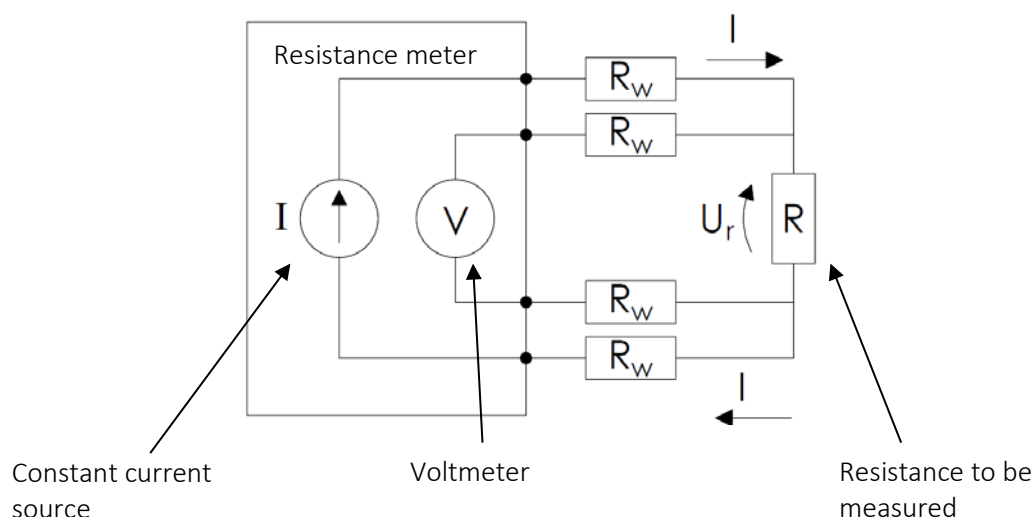 Resistance meter
I
R_W
R_W
I
V
U_r
R
R_W
R_W
I
Constant current
source
Voltmeter
Resistance to be
measured